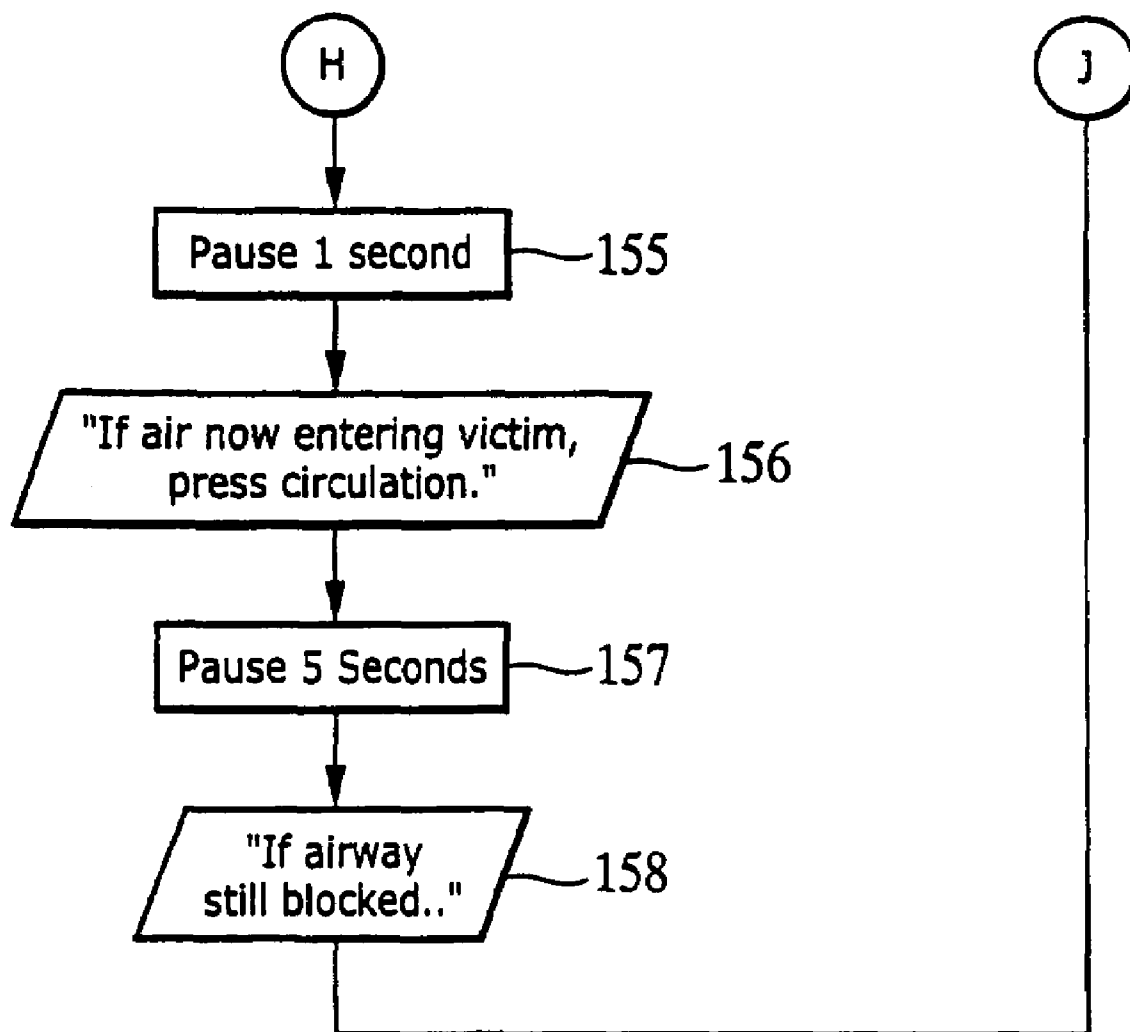 H
J
Pause 1 second
155
"If air now entering victim,
press circulation."
156
Pause 5 Seconds
157
"If airway
still blocked.."
158